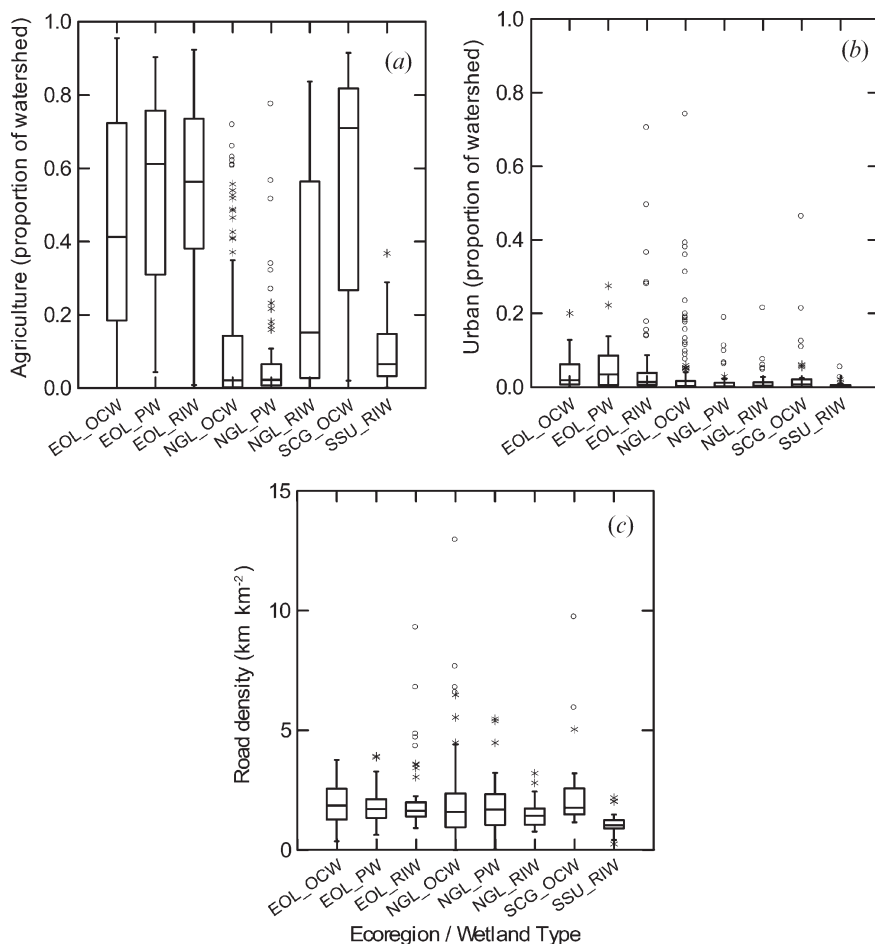 (a)
Agriculture (proportion of watershed)
1.0
0.8
0.6
0.4
0.2
0.0
EOL_OCW
EOL_PW
EOL_RIW
NGL_OCW
NGL_PW
NGL_RIW
SCG_OCW
SSU_RIW
(b)
Urban (proportion of watershed)
1.0
0.8
0.6
0.4
0.2
0.0
EOL_OCW
EOL_PW
EOL_RIW
NGL_OCW
NGL_PW
NGL_RIW
SCG_OCW
SSU_RIW
(c)
Road density (km km-2)
15
10
5
0
EOL_OCW
EOL_PW
EOL_RIW
NGL_OCW
NGL_PW
NGL_RIW
SCG_OCW
SSU_RIW
Ecoregion / Wetland Type